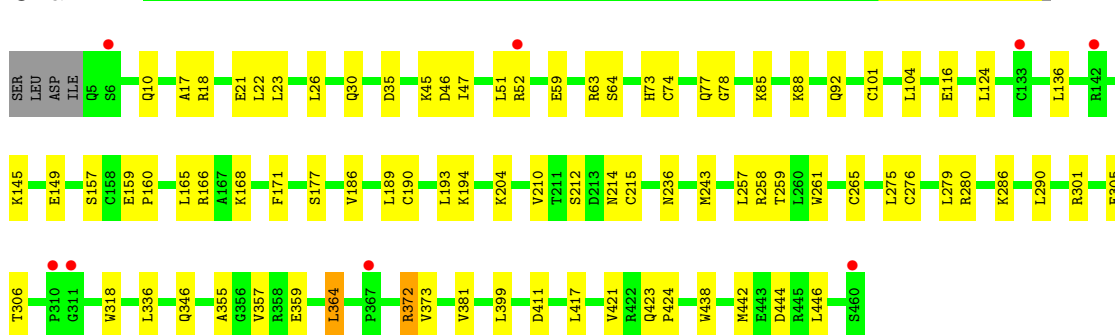 SER LEU ASP ILE Q5 S6 Q10 A17 R18 E21 L22 L23 L26 Q30 D35 K45 D46 I47 L51 R52 E59 R63 S64 H73 C74 Q77 G78 K85 K88 Q92 C101 L104 E116 L124 C133 L136 R142
K145 E149 S157 C158 E159 P160 L165 R166 A167 K168 F171 S177 V186 L189 C190 L193 K194 K204 V210 T211 S212 D213 N214 C215 N236 M243 L257 R258 T259 L260 W261 C265 L275 C276 L279 R280 K286 L290 R301
T306 P310 G311 W318 L336 Q346 A355 G356 V357 R358 E359 L364 P367 R372 V373 V381 L399 D411 L417 V421 R422 Q423 P424 W438 M442 E443 D444 R445 L446 S460